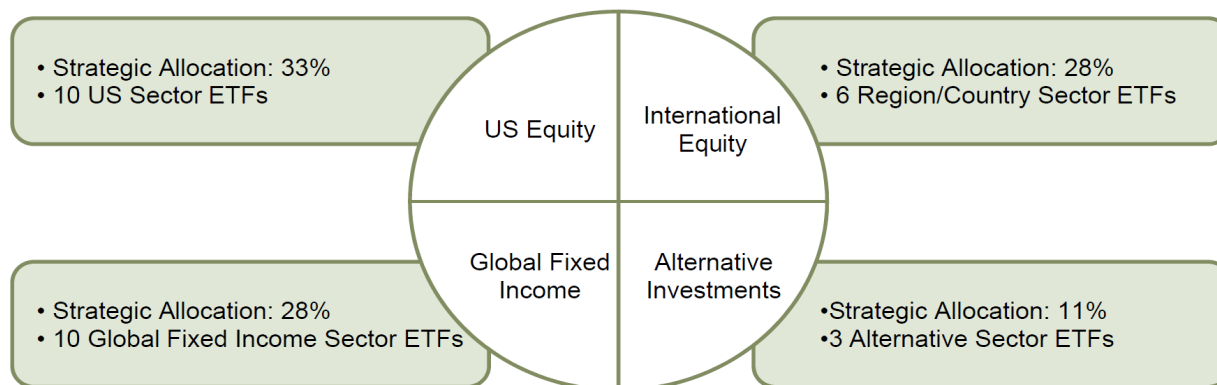 • Strategic Allocation: 33%
• 10 US Sector ETFs
• Strategic Allocation: 28%
• 6 Region/Country Sector ETFs
US Equity
International
Equity
Global Fixed
Income
Alternative
Investments
• Strategic Allocation: 28%
• 10 Global Fixed Income Sector ETFs
•Strategic Allocation: 11%
•3 Alternative Sector ETFs